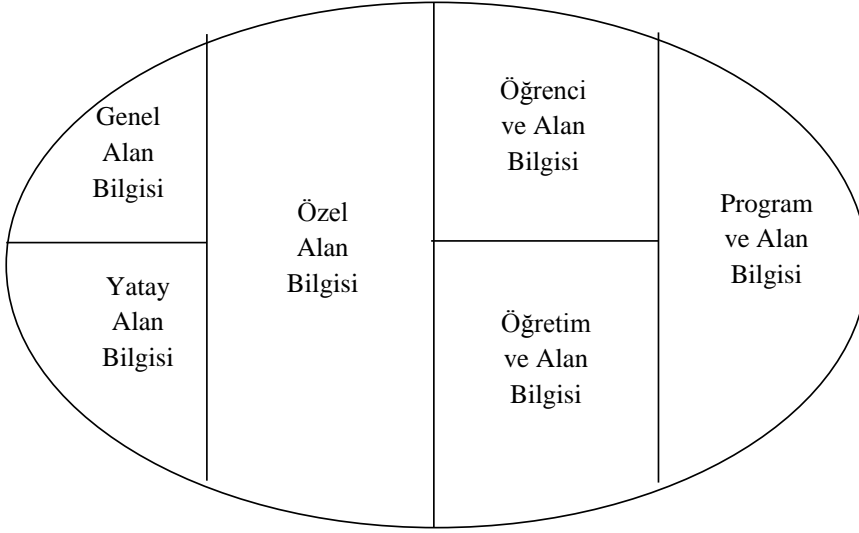 Genel
Alan
Bilgisi
Yatay
Alan
Bilgisi
Özel
Alan
Bilgisi
Öğrenci
ve Alan
Bilgisi
Öğretim
ve Alan
Bilgisi
Program
ve Alan
Bilgisi